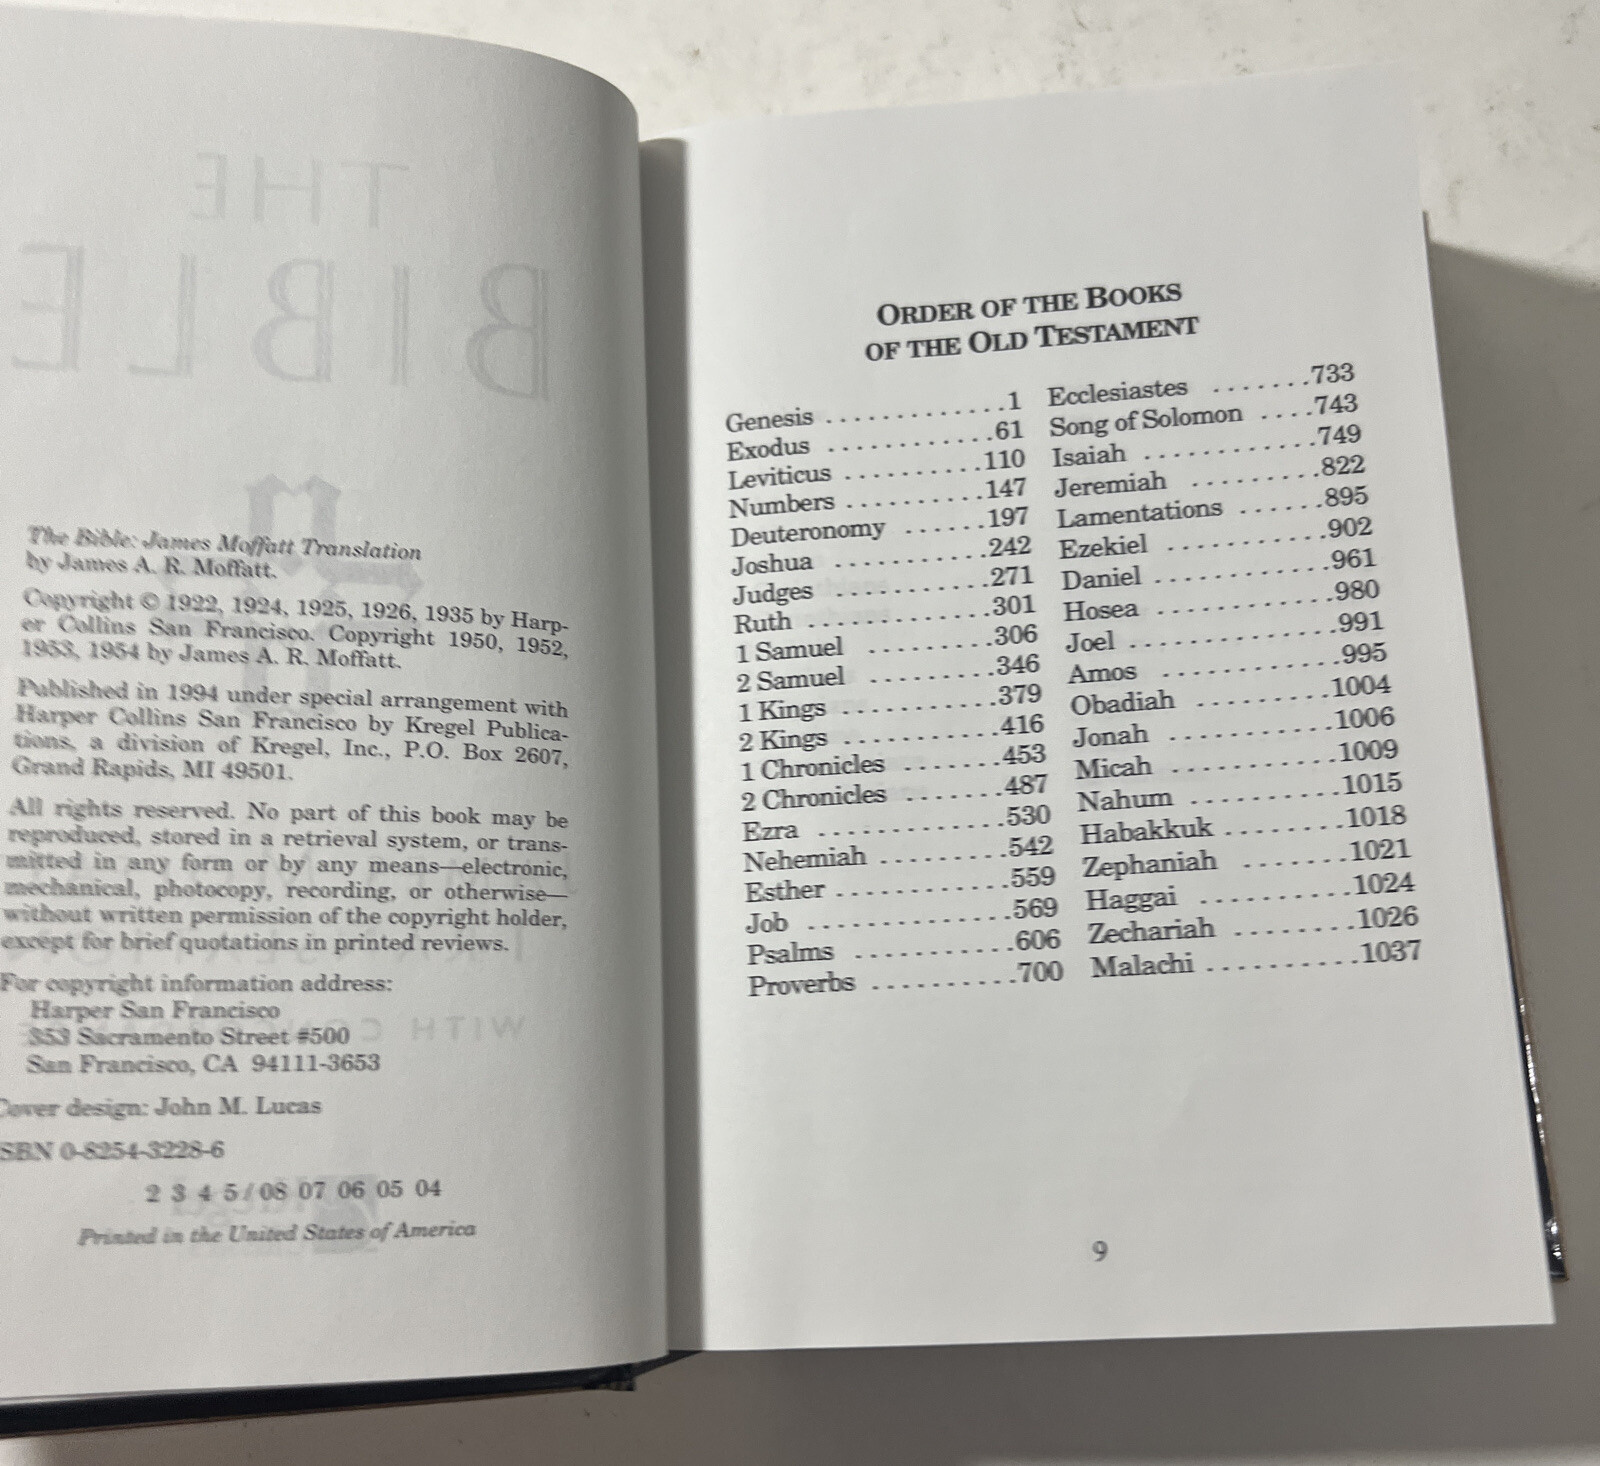 The Bible: James Moffatt Translation
by James A. R. Moffatt.
Copyright © 1922, 1924, 1925, 1926, 1935 by Harp-
er Collins San Francisco. Copyright 1950, 1952,
1953, 1954 by James A. R. Moffatt.
Published in 1994 under special arrangement with
Harper Collins San Francisco by Kregel Publica-
tions, a division of Kregel, Inc., P.O. Box 2607,
Grand Rapids, MI 49501.
All rights reserved. No part of this book may be
reproduced, stored in a retrieval system, or trans-
mitted in any form or by any means—electronic,
mechanical, photocopy, recording, or otherwise—
without written permission of the copyright holder,
except for brief quotations in printed reviews.
For copyright information address:
Harper San Francisco
353 Sacramento Street #500
San Francisco, CA 94111-3653
Cover design: John M. Lucas
ISBN 0-8254-3228-6
2 3 4 5 / 08 07 06 05 04
Printed in the United States of America
THE
BIBLE
WITH
ORDER OF THE BOOKS
OF THE OLD TESTAMENT
Genesis . . . . . . . . . . . . .1
Exodus . . . . . . . . . . . .61
Leviticus . . . . . . . . . .110
Numbers . . . . . . . . . .147
Deuteronomy . . . . . .197
Joshua . . . . . . . . . . .242
Judges . . . . . . . . . . .271
Ruth . . . . . . . . . . . . .301
1 Samuel . . . . . . . . .306
2 Samuel . . . . . . . . .346
1 Kings . . . . . . . . . . .379
2 Kings . . . . . . . . . . .416
1 Chronicles . . . . . . .453
2 Chronicles . . . . . . .487
Ezra . . . . . . . . . . . . .530
Nehemiah . . . . . . . . .542
Esther . . . . . . . . . . . .559
Job . . . . . . . . . . . . . .569
Psalms . . . . . . . . . . .606
Proverbs . . . . . . . . . .700
Ecclesiastes . . . . . . .733
Song of Solomon . . . .743
Isaiah . . . . . . . . . . . .749
Jeremiah . . . . . . . . .822
Lamentations . . . . . .895
Ezekiel . . . . . . . . . . .902
Daniel . . . . . . . . . . . .961
Hosea . . . . . . . . . . . .980
Joel . . . . . . . . . . . . . .991
Amos . . . . . . . . . . . .995
Obadiah . . . . . . . . .1004
Jonah . . . . . . . . . . .1006
Micah . . . . . . . . . . .1009
Nahum . . . . . . . . . .1015
Habakkuk . . . . . . . .1018
Zephaniah . . . . . . .1021
Haggai . . . . . . . . . .1024
Zechariah . . . . . . . .1026
Malachi . . . . . . . . . .1037
9